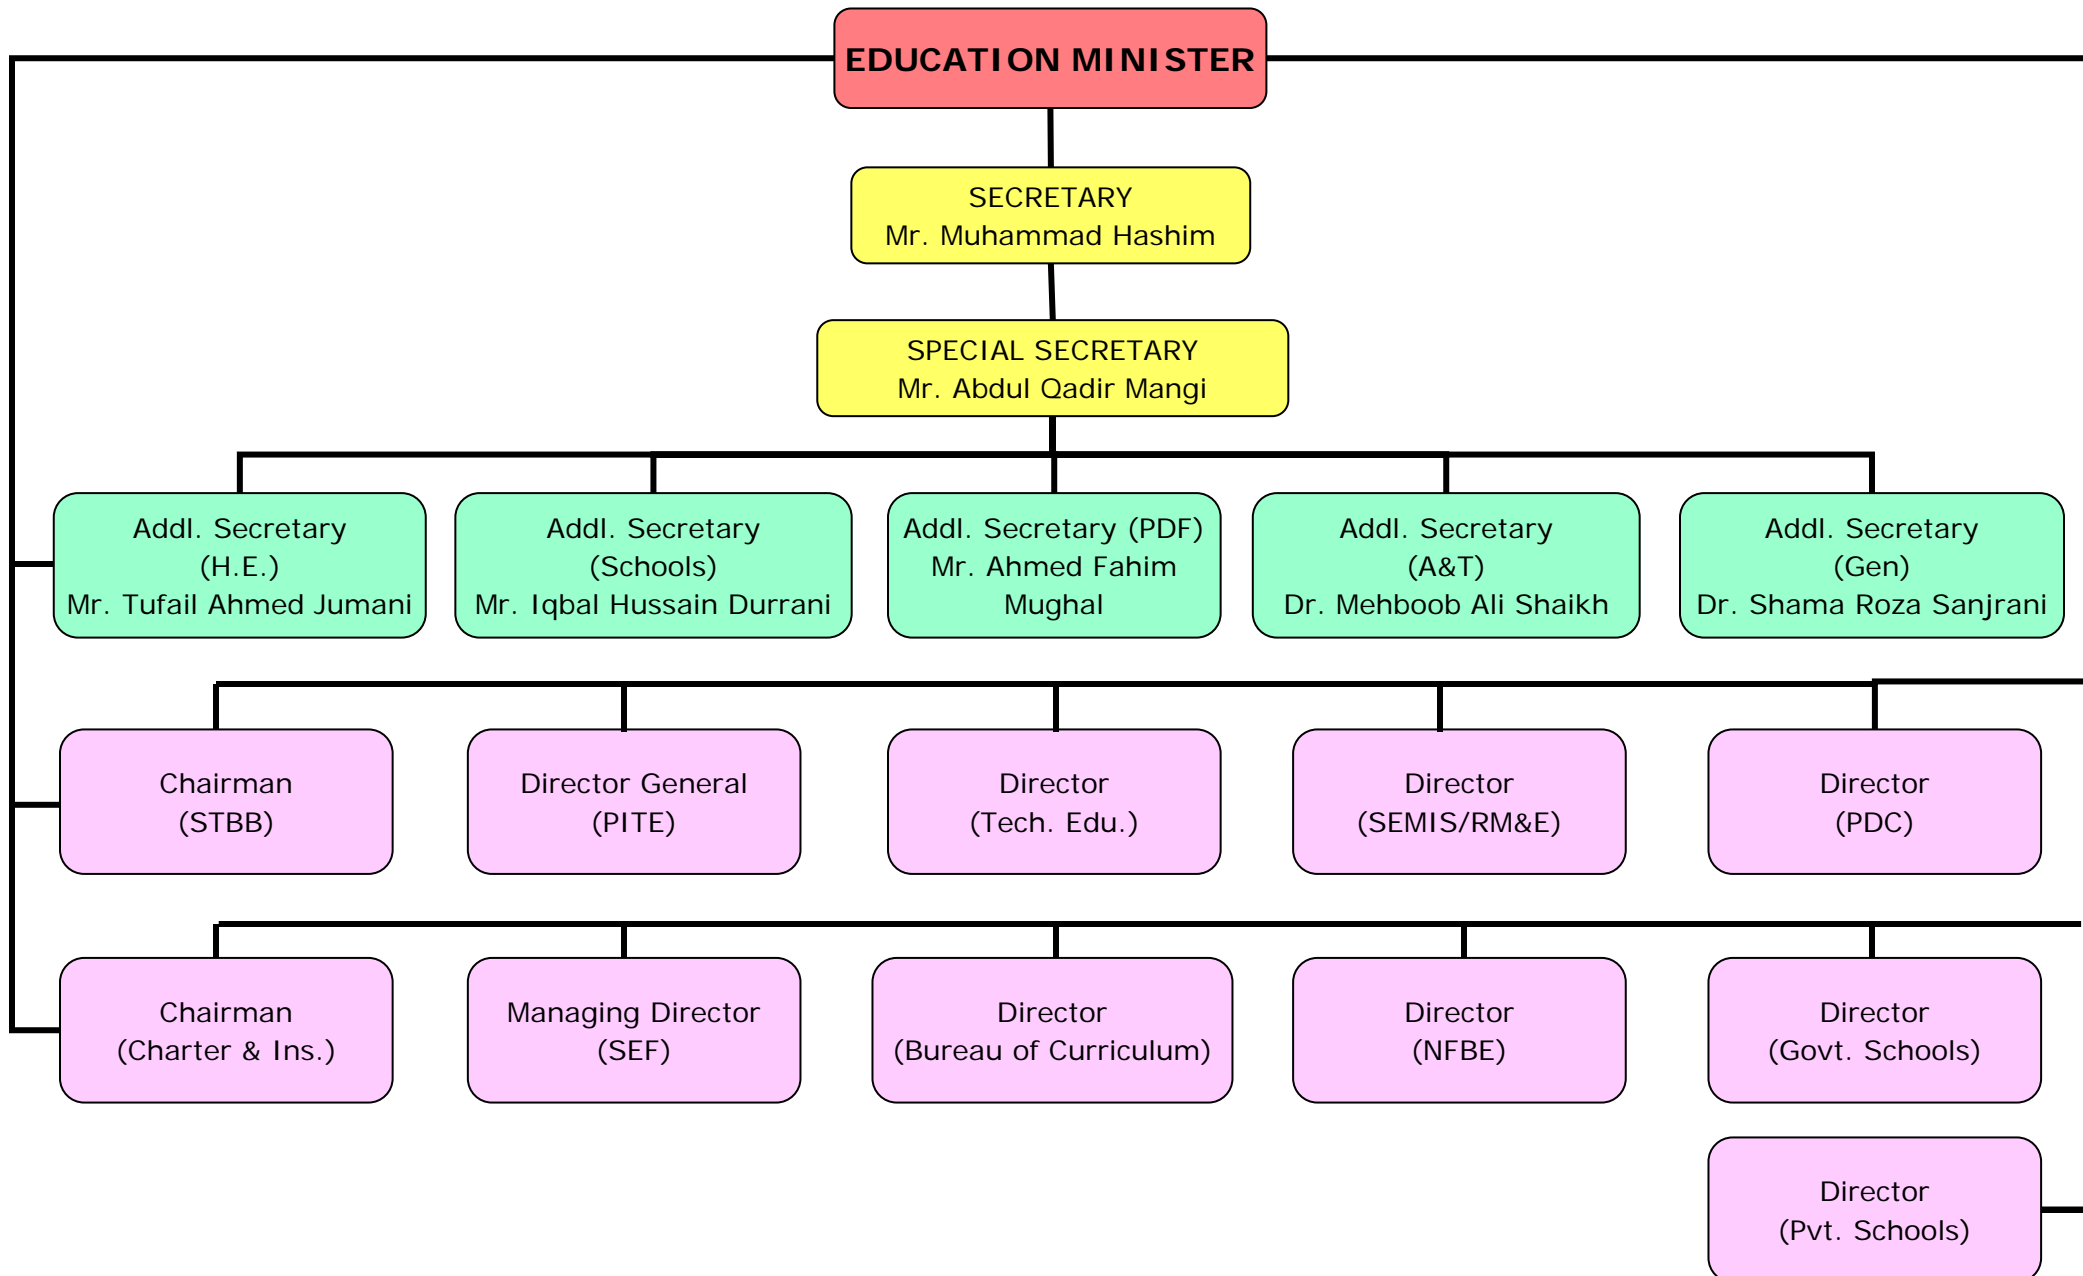 EDUCATION MINISTER
SECRETARY
Mr. Muhammad Hashim
SPECIAL SECRETARY
Mr. Abdul Qadir Mangi
Addl. Secretary
(H.E.)
Mr. Tufail Ahmed Jumani
Addl. Secretary
(Schools)
Mr. Iqbal Hussain Durrani
Addl. Secretary (PDF)
Mr. Ahmed Fahim
Mughal
Addl. Secretary
(A&T)
Dr. Mehboob Ali Shaikh
Addl. Secretary
(Gen)
Dr. Shama Roza Sanjrani
Chairman
(STBB)
Director General
(PITE)
Director
(Tech. Edu.)
Director
(SEMIS/RM&E)
Director
(PDC)
Chairman
(Charter & Ins.)
Managing Director
(SEF)
Director
(Bureau of Curriculum)
Director
(NFBE)
Director
(Govt. Schools)
Director
(Pvt. Schools)